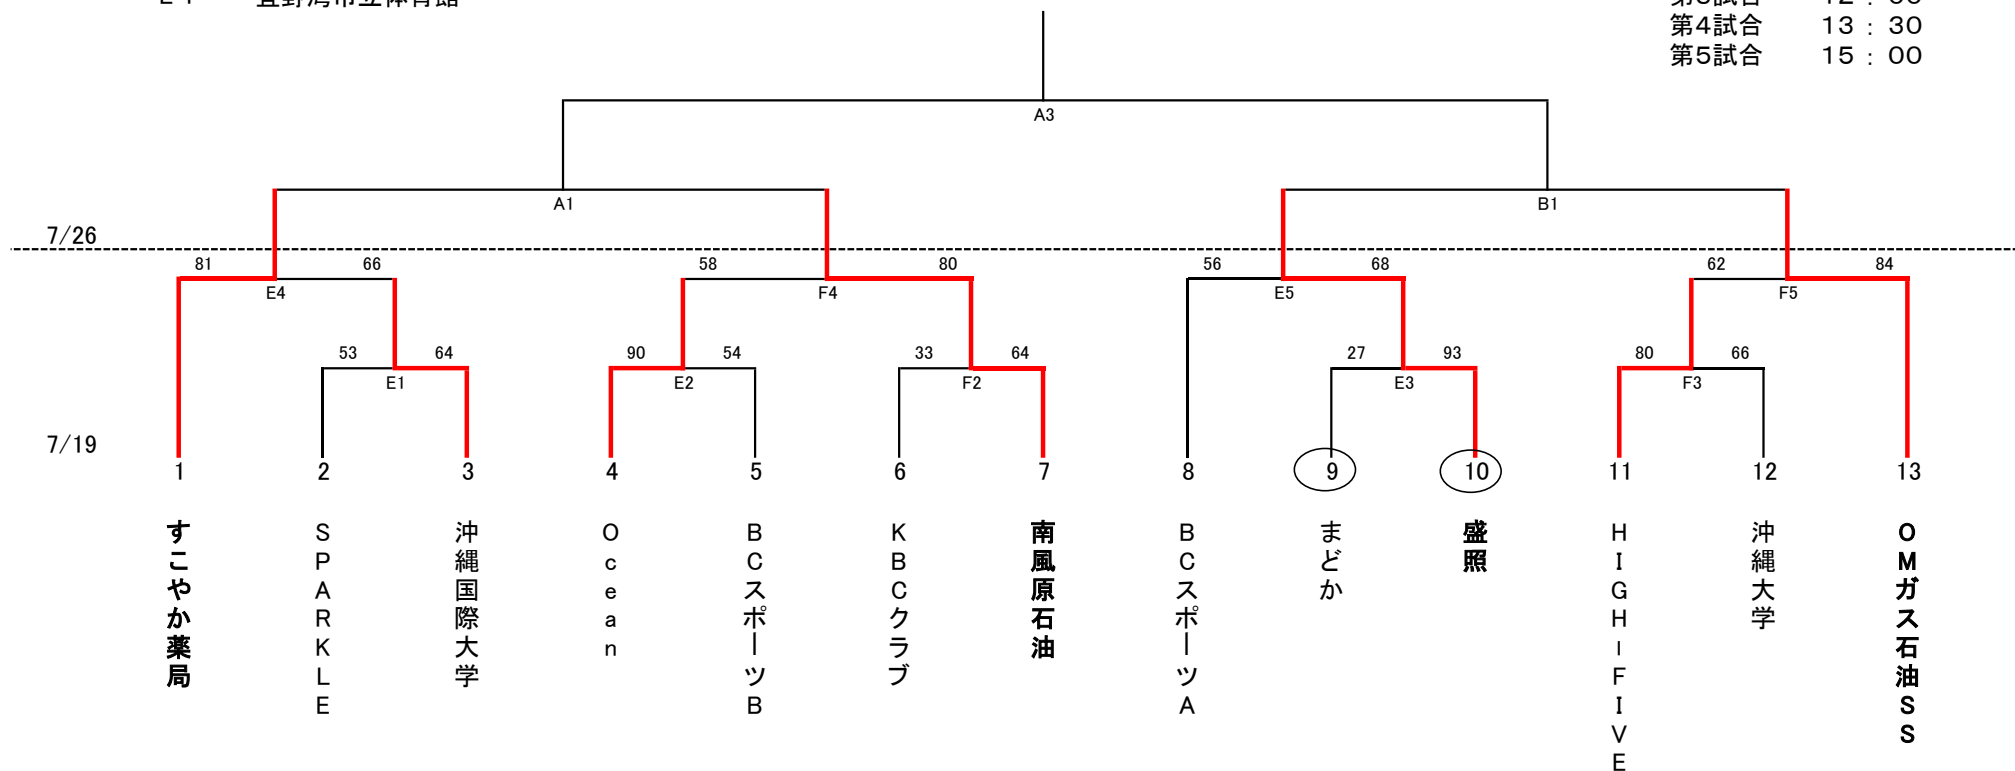 第4試合 13 : 30
第5試合 15 : 00
A3
A1 B1
7/26
81 66 58 80 56 68 62 84
E4 F4 E5 F5
53 64 90 54 33 64 27 93 80 66
E1 E2 F2 E3 F3
7/19
1 2 3 4 5 6 7 8 9 10 11 12 13
すこやか薬局
SPARKLE
沖縄国際大学
Ocean
BCスポーツB
KBCクラブ
南風原石油
BCスポーツA
まどか
盛照
HIGH-FIVE
沖縄大学
OMガス石油SS